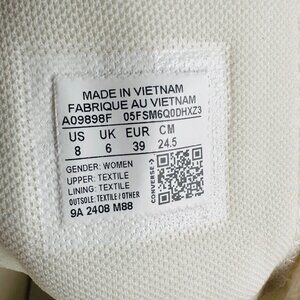 MADE IN VIETNAM
FABRIQUE AU VIETNAM
A09898F 05FSM6Q0DHXZ3
US UK EUR CM
8 6 39 24.5
GENDER: WOMEN
UPPER: TEXTILE
LINING: TEXTILE
OUTSOLE: TEXTILE / OTHER
9A 2408 M88
CONVERSE